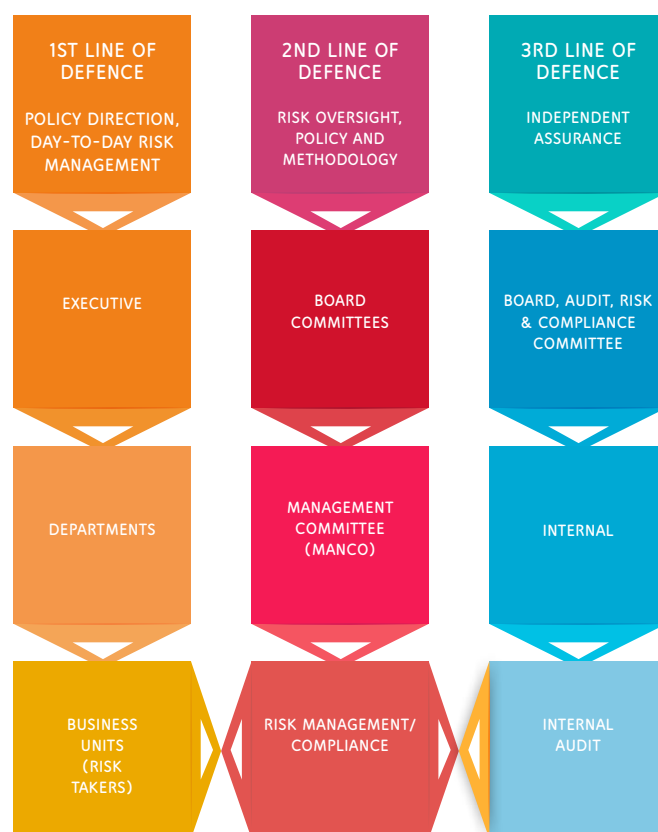 1ST LINE OF
DEFENCE
POLICY DIRECTION,
DAY-TO-DAY RISK
MANAGEMENT
2ND LINE OF
DEFENCE
RISK OVERSIGHT,
POLICY AND
METHODOLOGY
3RD LINE OF
DEFENCE
INDEPENDENT
ASSURANCE
EXECUTIVE
BOARD
COMMITTEES
BOARD, AUDIT, RISK
& COMPLIANCE
COMMITTEE
DEPARTMENTS
MANAGEMENT
COMMITTEE
(MANCO)
INTERNAL
BUSINESS
UNITS
(RISK
TAKERS)
RISK MANAGEMENT/
COMPLIANCE
INTERNAL
AUDIT